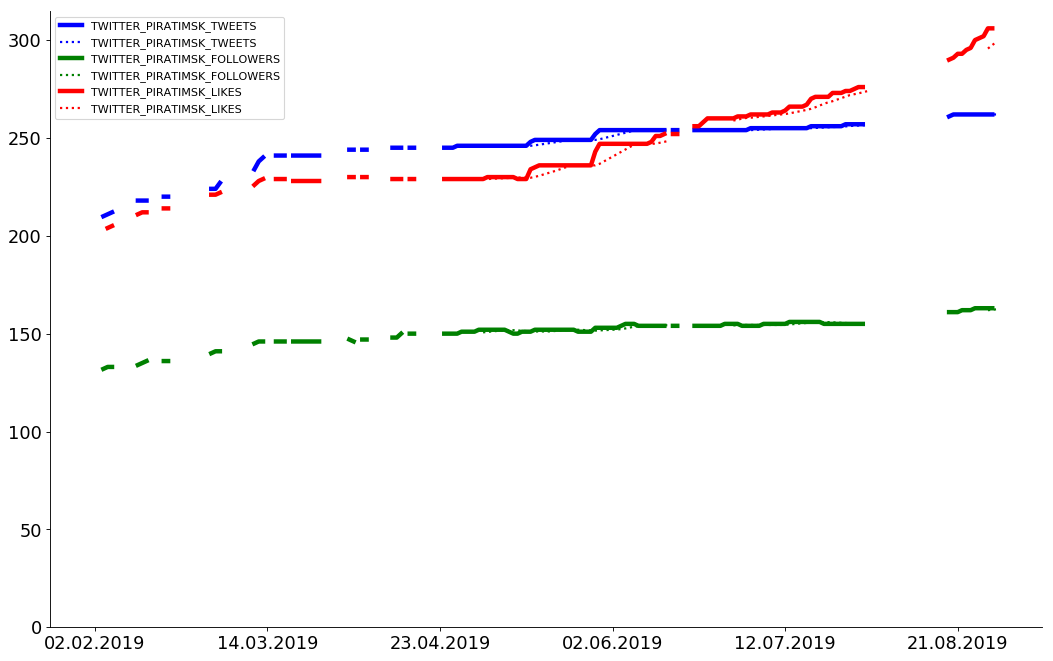 TWITTER_PIRATIMSK_TWEETS
TWITTER_PIRATIMSK_TWEETS
TWITTER_PIRATIMSK_FOLLOWERS
TWITTER_PIRATIMSK_FOLLOWERS
TWITTER_PIRATIMSK_LIKES
TWITTER_PIRATIMSK_LIKES
300
250
200
150
100
50
0
02.02.2019 14.03.2019 23.04.2019 02.06.2019 12.07.2019 21.08.2019